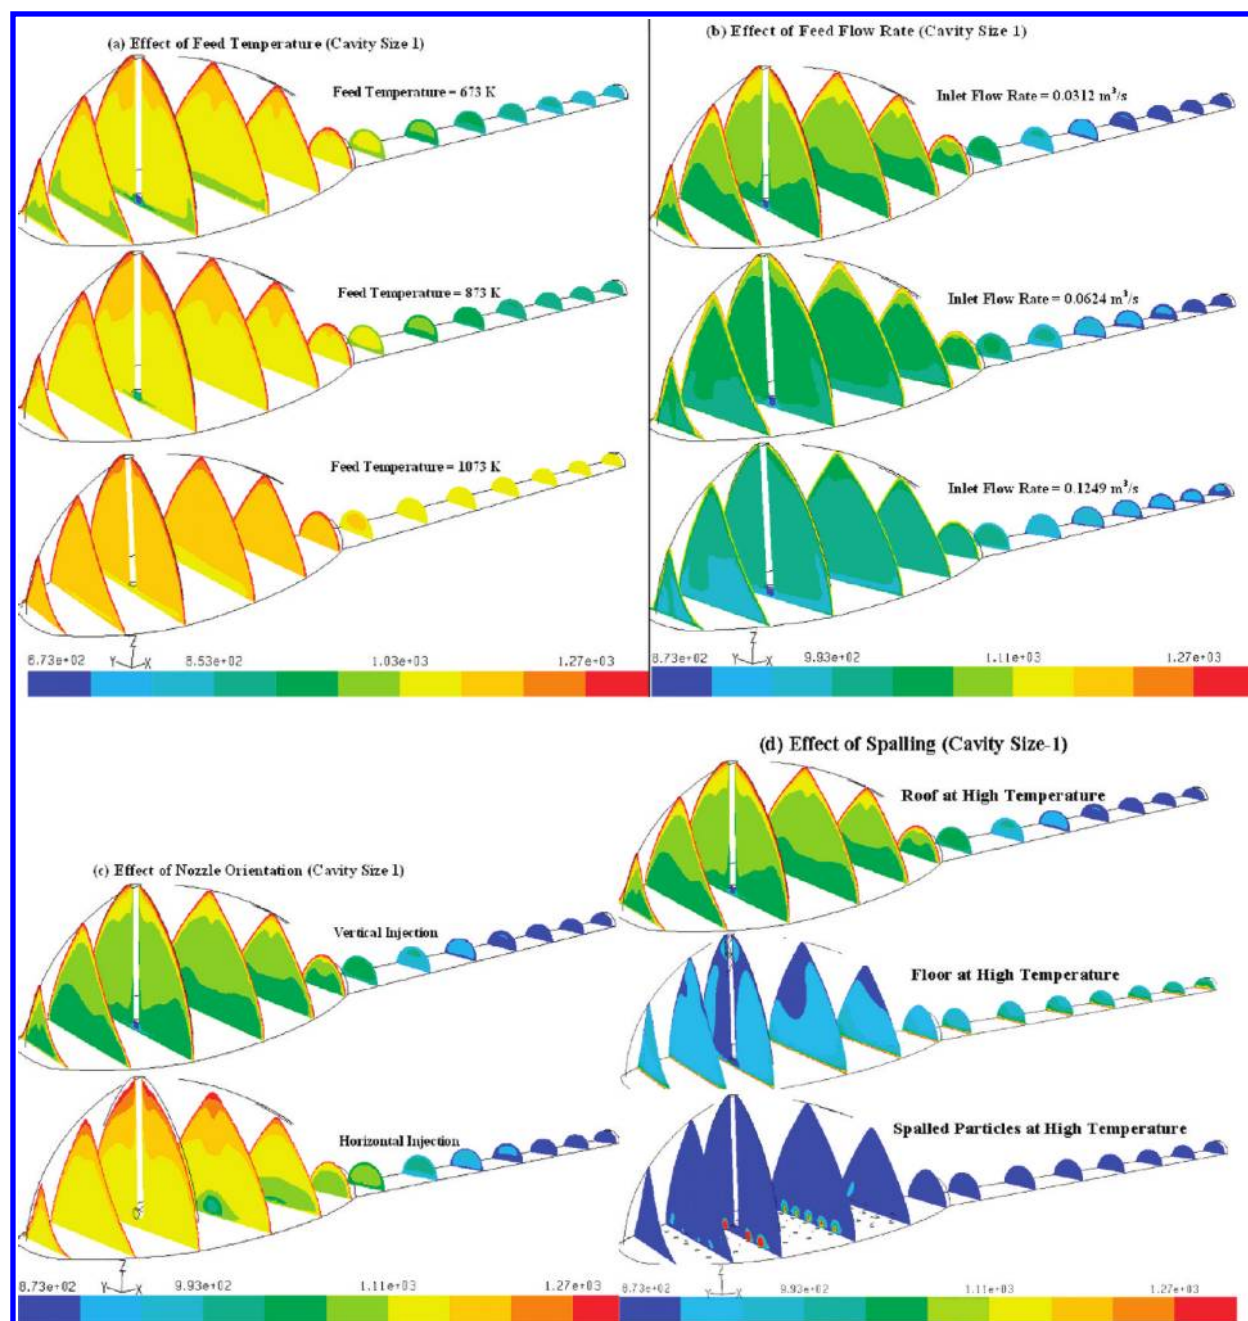 (a) Effect of Feed Temperature (Cavity Size 1)
Feed Temperature = 673 K
Feed Temperature = 873 K
Feed Temperature = 1073 K
Z
Y X
6.73e+02 8.53e+02 1.03e+03 1.27e+03
(b) Effect of Feed Flow Rate (Cavity Size 1)
Inlet Flow Rate = 0.0312 m³/s
Inlet Flow Rate = 0.0624 m³/s
Inlet Flow Rate = 0.1249 m³/s
Z
Y X
8.73e+02 9.93e+02 1.11e+03 1.27e+03
(c) Effect of Nozzle Orientation (Cavity Size 1)
Vertical Injection
Horizontal Injection
Z
Y X
8.73e+02 9.93e+02 1.11e+03 1.27e+03
(d) Effect of Spalling (Cavity Size-1)
Roof at High Temperature
Floor at High Temperature
Spalled Particles at High Temperature
Z
Y X
8.73e+02 9.93e+02 1.11e+03 1.27e+03